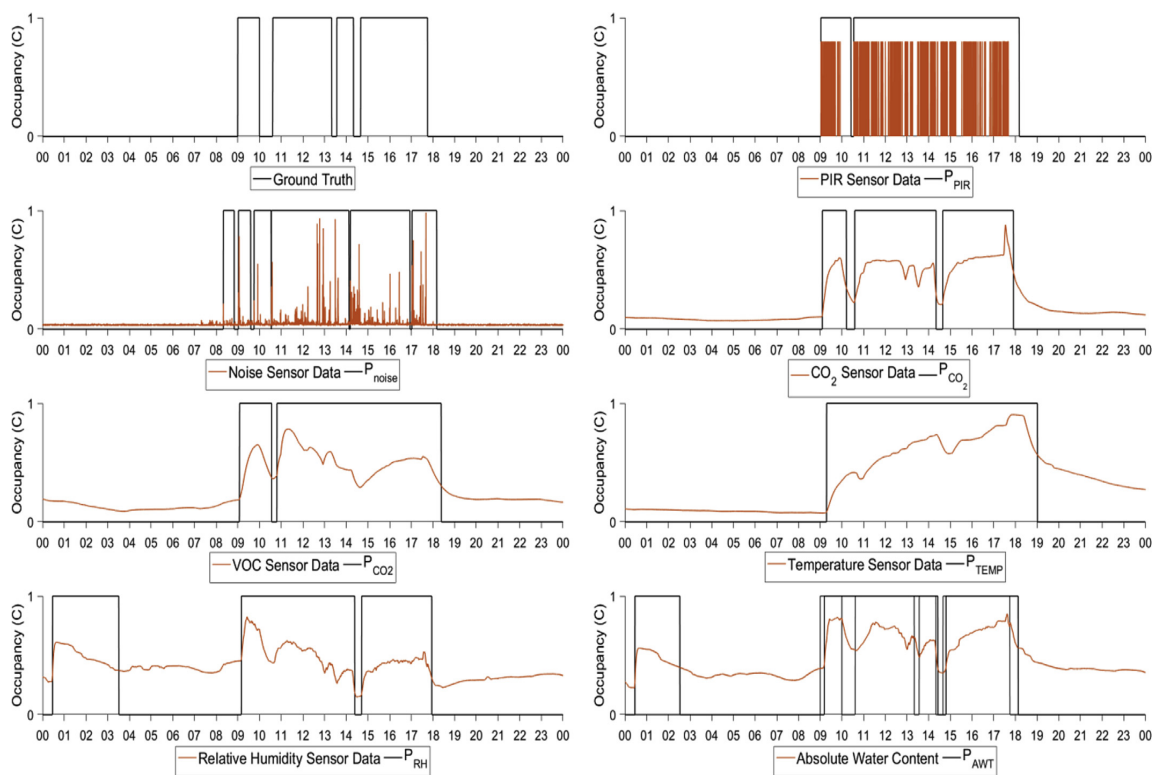 Occupancy (C)
1
0
00 01 02 03 04 05 06 07 08 09 10 11 12 13 14 15 16 17 18 19 20 21 22 23 00
Ground Truth
Occupancy (C)
1
0
00 01 02 03 04 05 06 07 08 09 10 11 12 13 14 15 16 17 18 19 20 21 22 23 00
PIR Sensor Data P PIR
Occupancy (C)
1
0
00 01 02 03 04 05 06 07 08 09 10 11 12 13 14 15 16 17 18 19 20 21 22 23 00
Noise Sensor Data P noise
Occupancy (C)
1
0
00 01 02 03 04 05 06 07 08 09 10 11 12 13 14 15 16 17 18 19 20 21 22 23 00
CO2 Sensor Data P CO2
Occupancy (C)
1
0
00 01 02 03 04 05 06 07 08 09 10 11 12 13 14 15 16 17 18 19 20 21 22 23 00
VOC Sensor Data P CO2
Occupancy (C)
1
0
00 01 02 03 04 05 06 07 08 09 10 11 12 13 14 15 16 17 18 19 20 21 22 23 00
Temperature Sensor Data P TEMP
Occupancy (C)
1
0
00 01 02 03 04 05 06 07 08 09 10 11 12 13 14 15 16 17 18 19 20 21 22 23 00
Relative Humidity Sensor Data P RH
Occupancy (C)
1
0
00 01 02 03 04 05 06 07 08 09 10 11 12 13 14 15 16 17 18 19 20 21 22 23 00
Absolute Water Content P AWT